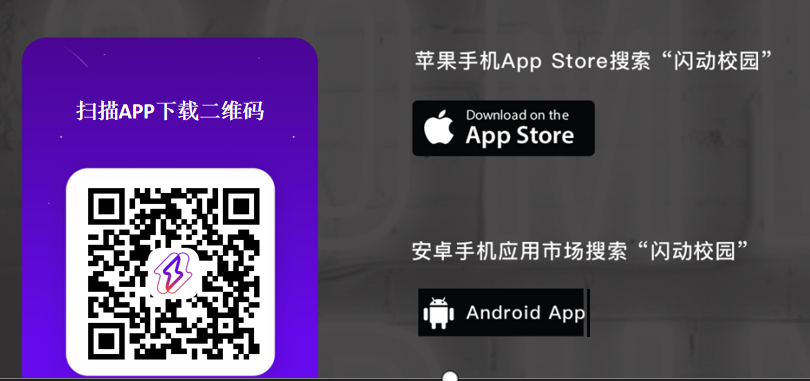 扫描APP下载二维码
苹果手机App Store搜索“闪动校园”
Download on the
App Store
安卓手机应用市场搜索“闪动校园”
Android App